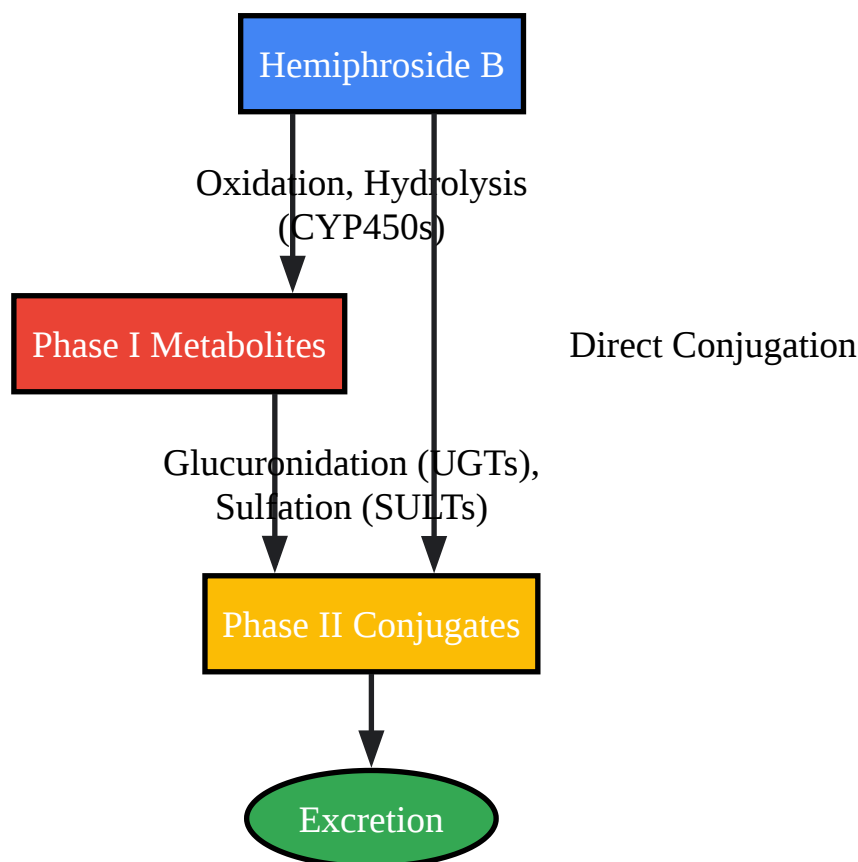 Hemiphroside B
Oxidation, Hydrolysis
(CYP450s)
Phase I Metabolites
Direct Conjugation
Glucuronidation (UGTs),
Sulfation (SULTs)
Phase II Conjugates
Excretion